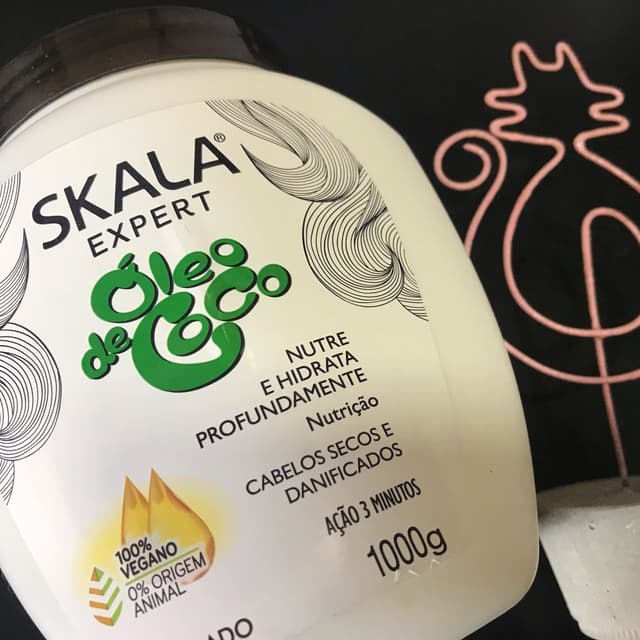 SKALA®
EXPERT
Óleo
de Coco
NUTRE
E HIDRATA
PROFUNDAMENTE
Nutrição
CABELOS SECOS E
DANIFICADOS
AÇÃO 3 MINUTOS
1000g
100%
VEGANO
0% ORIGEM
ANIMAL
ADO